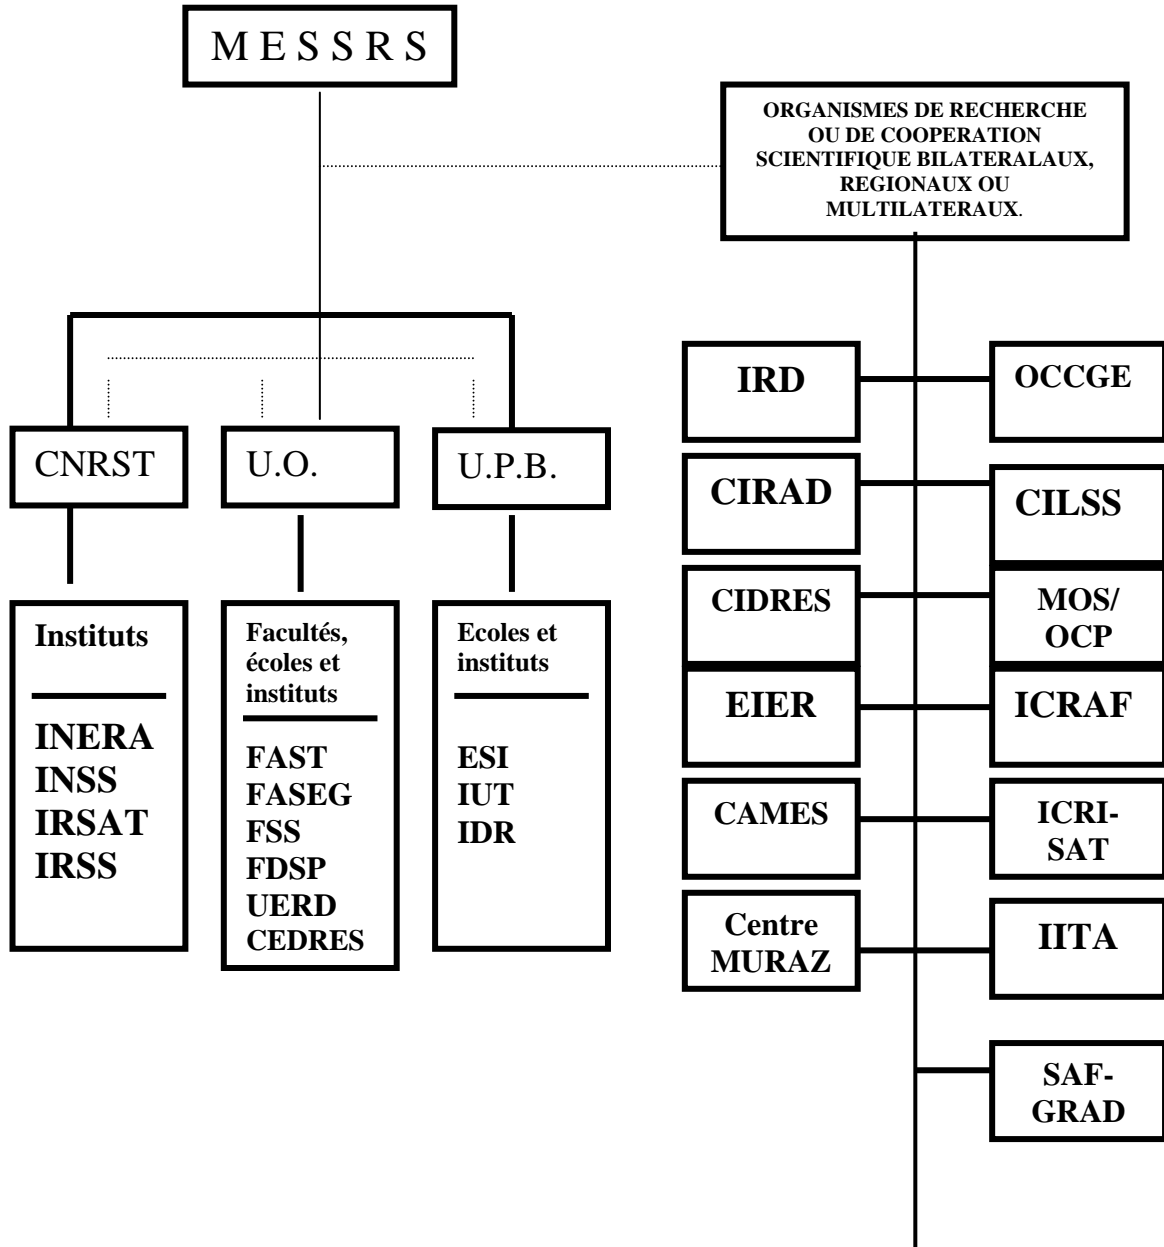 M E S S R S
ORGANISMES DE RECHERCHE
OU DE COOPERATION
SCIENTIFIQUE BILATERALAUX,
REGIONAUX OU
MULTILATERAUX.
CNRST
U.O.
U.P.B.
Instituts
INERA
INSS
IRSAT
IRSS
Facultés,
écoles et
instituts
FAST
FASEG
FSS
FDSP
UERD
CEDRES
Ecoles et
instituts
ESI
IUT
IDR
IRD
OCCGE
CIRAD
CILSS
CIDRES
MOS/
OCP
EIER
ICRAF
CAMES
ICRI-
SAT
Centre
MURAZ
IITA
SAF-
GRAD